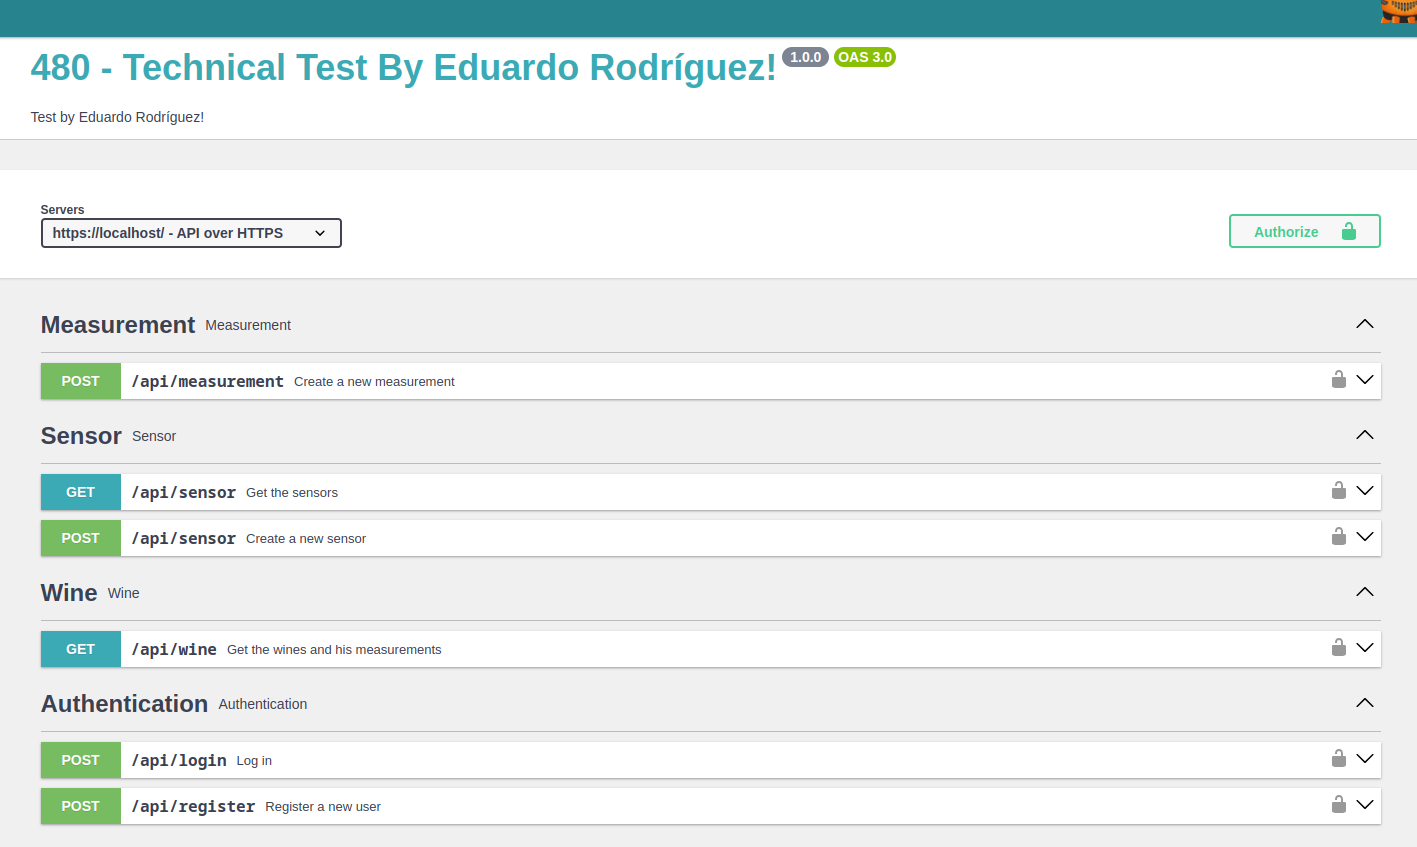 480 - Technical Test By Eduardo Rodríguez! 1.0.0 OAS 3.0
Test by Eduardo Rodríguez!
Servers
https://localhost/ - API over HTTPS
Authorize
Measurement Measurement
POST /api/measurement Create a new measurement
Sensor Sensor
GET /api/sensor Get the sensors
POST /api/sensor Create a new sensor
Wine Wine
GET /api/wine Get the wines and his measurements
Authentication Authentication
POST /api/login Log in
POST /api/register Register a new user